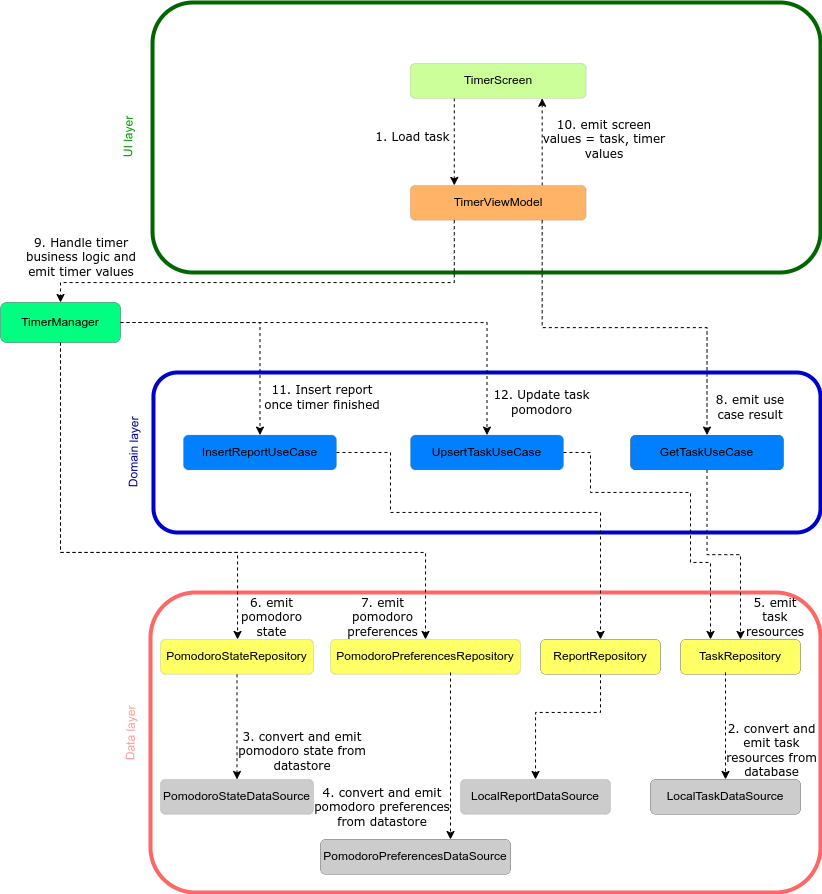 TimerScreen
UI layer
1. Load task
10. emit screen
values = task, timer
values
TimerViewModel
9. Handle timer
business logic and
emit timer values
TimerManager
Domain layer
11. Insert report
once timer finished
12. Update task
pomodoro
8. emit use
case result
InsertReportUseCase
UpsertTaskUseCase
GetTaskUseCase
Data layer
6. emit
pomodoro
state
7. emit
pomodoro
preferences
5. emit
task
resources
PomodoroStateRepository
PomodoroPreferencesRepository
ReportRepository
TaskRepository
3. convert and emit
pomodoro state from
datastore
2. convert and
emit task
resources from
database
4. convert and emit
pomodoro preferences
from datastore
PomodoroStateDataSource
LocalReportDataSource
LocalTaskDataSource
PomodoroPreferencesDataSource